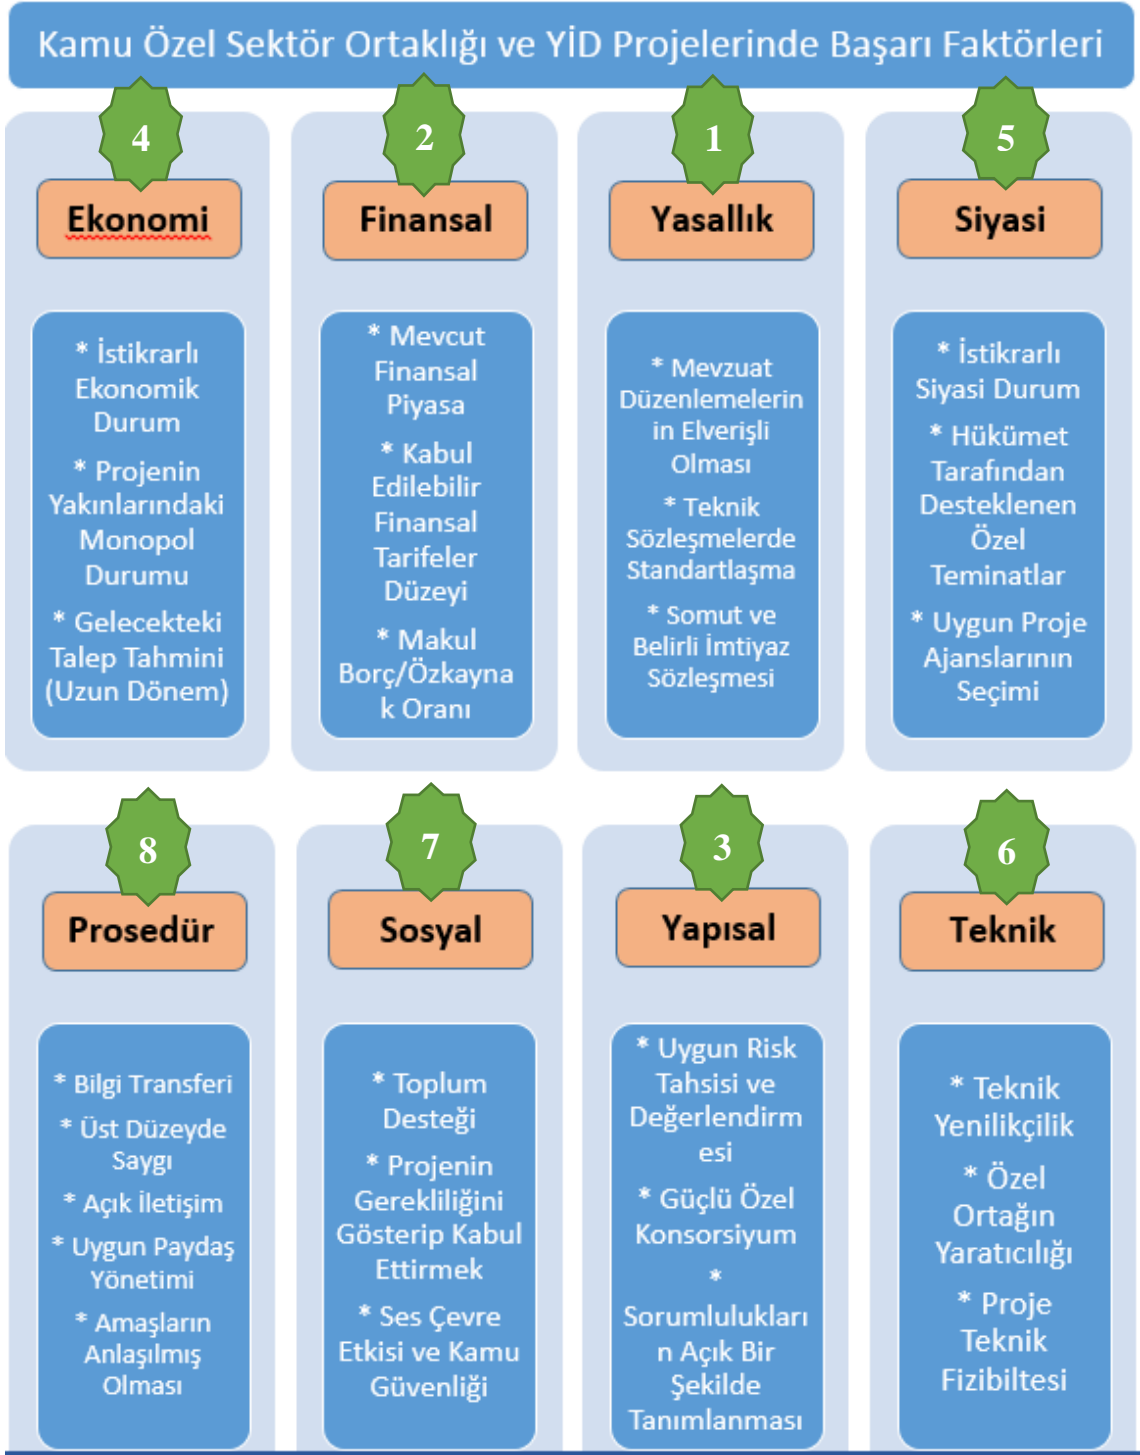 Kamu Özel Sektör Ortaklığı ve YİD Projelerinde Başarı Faktörleri
4
Ekonomi
* İstikrarlı
Ekonomik
Durum
* Projenin
Yakınlarındaki
Monopol
Durumu
* Gelecekteki
Talep Tahmini
(Uzun Dönem)
2
Finansal
* Mevcut
Finansal
Piyasa
* Kabul
Edilebilir
Finansal
Tarifeler
Düzeyi
* Makul
Borç/Özkayna
k Oranı
1
Yasallık
* Mevzuat
Düzenlemelerin
in Elverişli
Olması
* Teknik
Sözleşmelerde
Standartlaşma
* Somut ve
Belirli İmtiyaz
Sözleşmesi
5
Siyasi
* İstikrarlı
Siyasi Durum
* Hükümet
Tarafından
Desteklenen
Özel
Teminatlar
* Uygun Proje
Ajanslarının
Seçimi
8
Prosedür
* Bilgi Transferi
* Üst Düzeyde
Saygı
* Açık İletişim
* Uygun Paydaş
Yönetimi
* Amaşların
Anlaşılmış
Olması
7
Sosyal
* Toplum
Desteği
* Projenin
Gerekliliğini
Gösterip Kabul
Ettirmek
* Ses Çevre
Etkisi ve Kamu
Güvenliği
3
Yapısal
* Uygun Risk
Tahsisi ve
Değerlendirm
esi
* Güçlü Özel
Konsorsiyum
*
Sorumlulukları
n Açık Bir
Şekilde
Tanımlanması
6
Teknik
* Teknik
Yenilikçilik
* Özel
Ortağın
Yaratıcılığı
* Proje
Teknik
Fizibiltesi